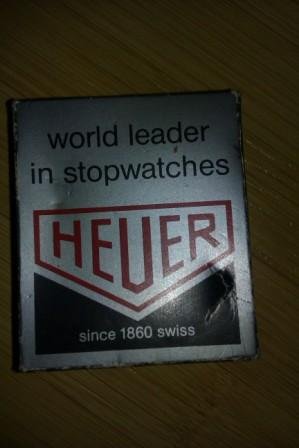 world leader
in stopwatches
HEUER
since 1860 swiss